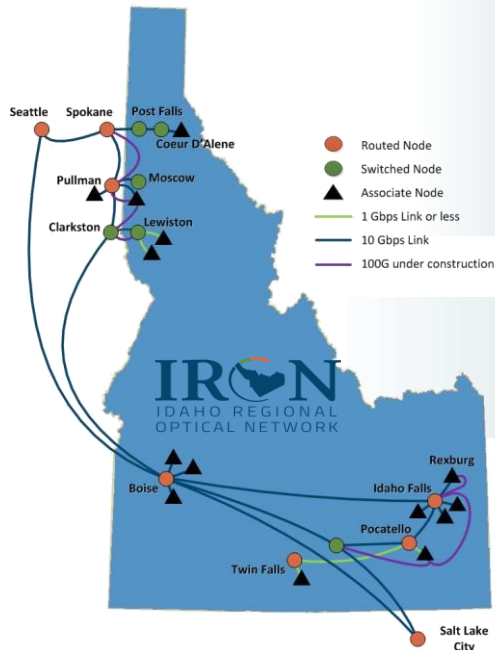 Seattle
Spokane
Post Falls
Coeur D'Alene
Pullman
Moscow
Clarkston
Lewiston
Routed Node
Switched Node
Associate Node
1 Gbps Link or less
10 Gbps Link
100G under construction
IRON
IDAHO REGIONAL
OPTICAL NETWORK
Boise
Rexburg
Idaho Falls
Pocatello
Twin Falls
Salt Lake
City